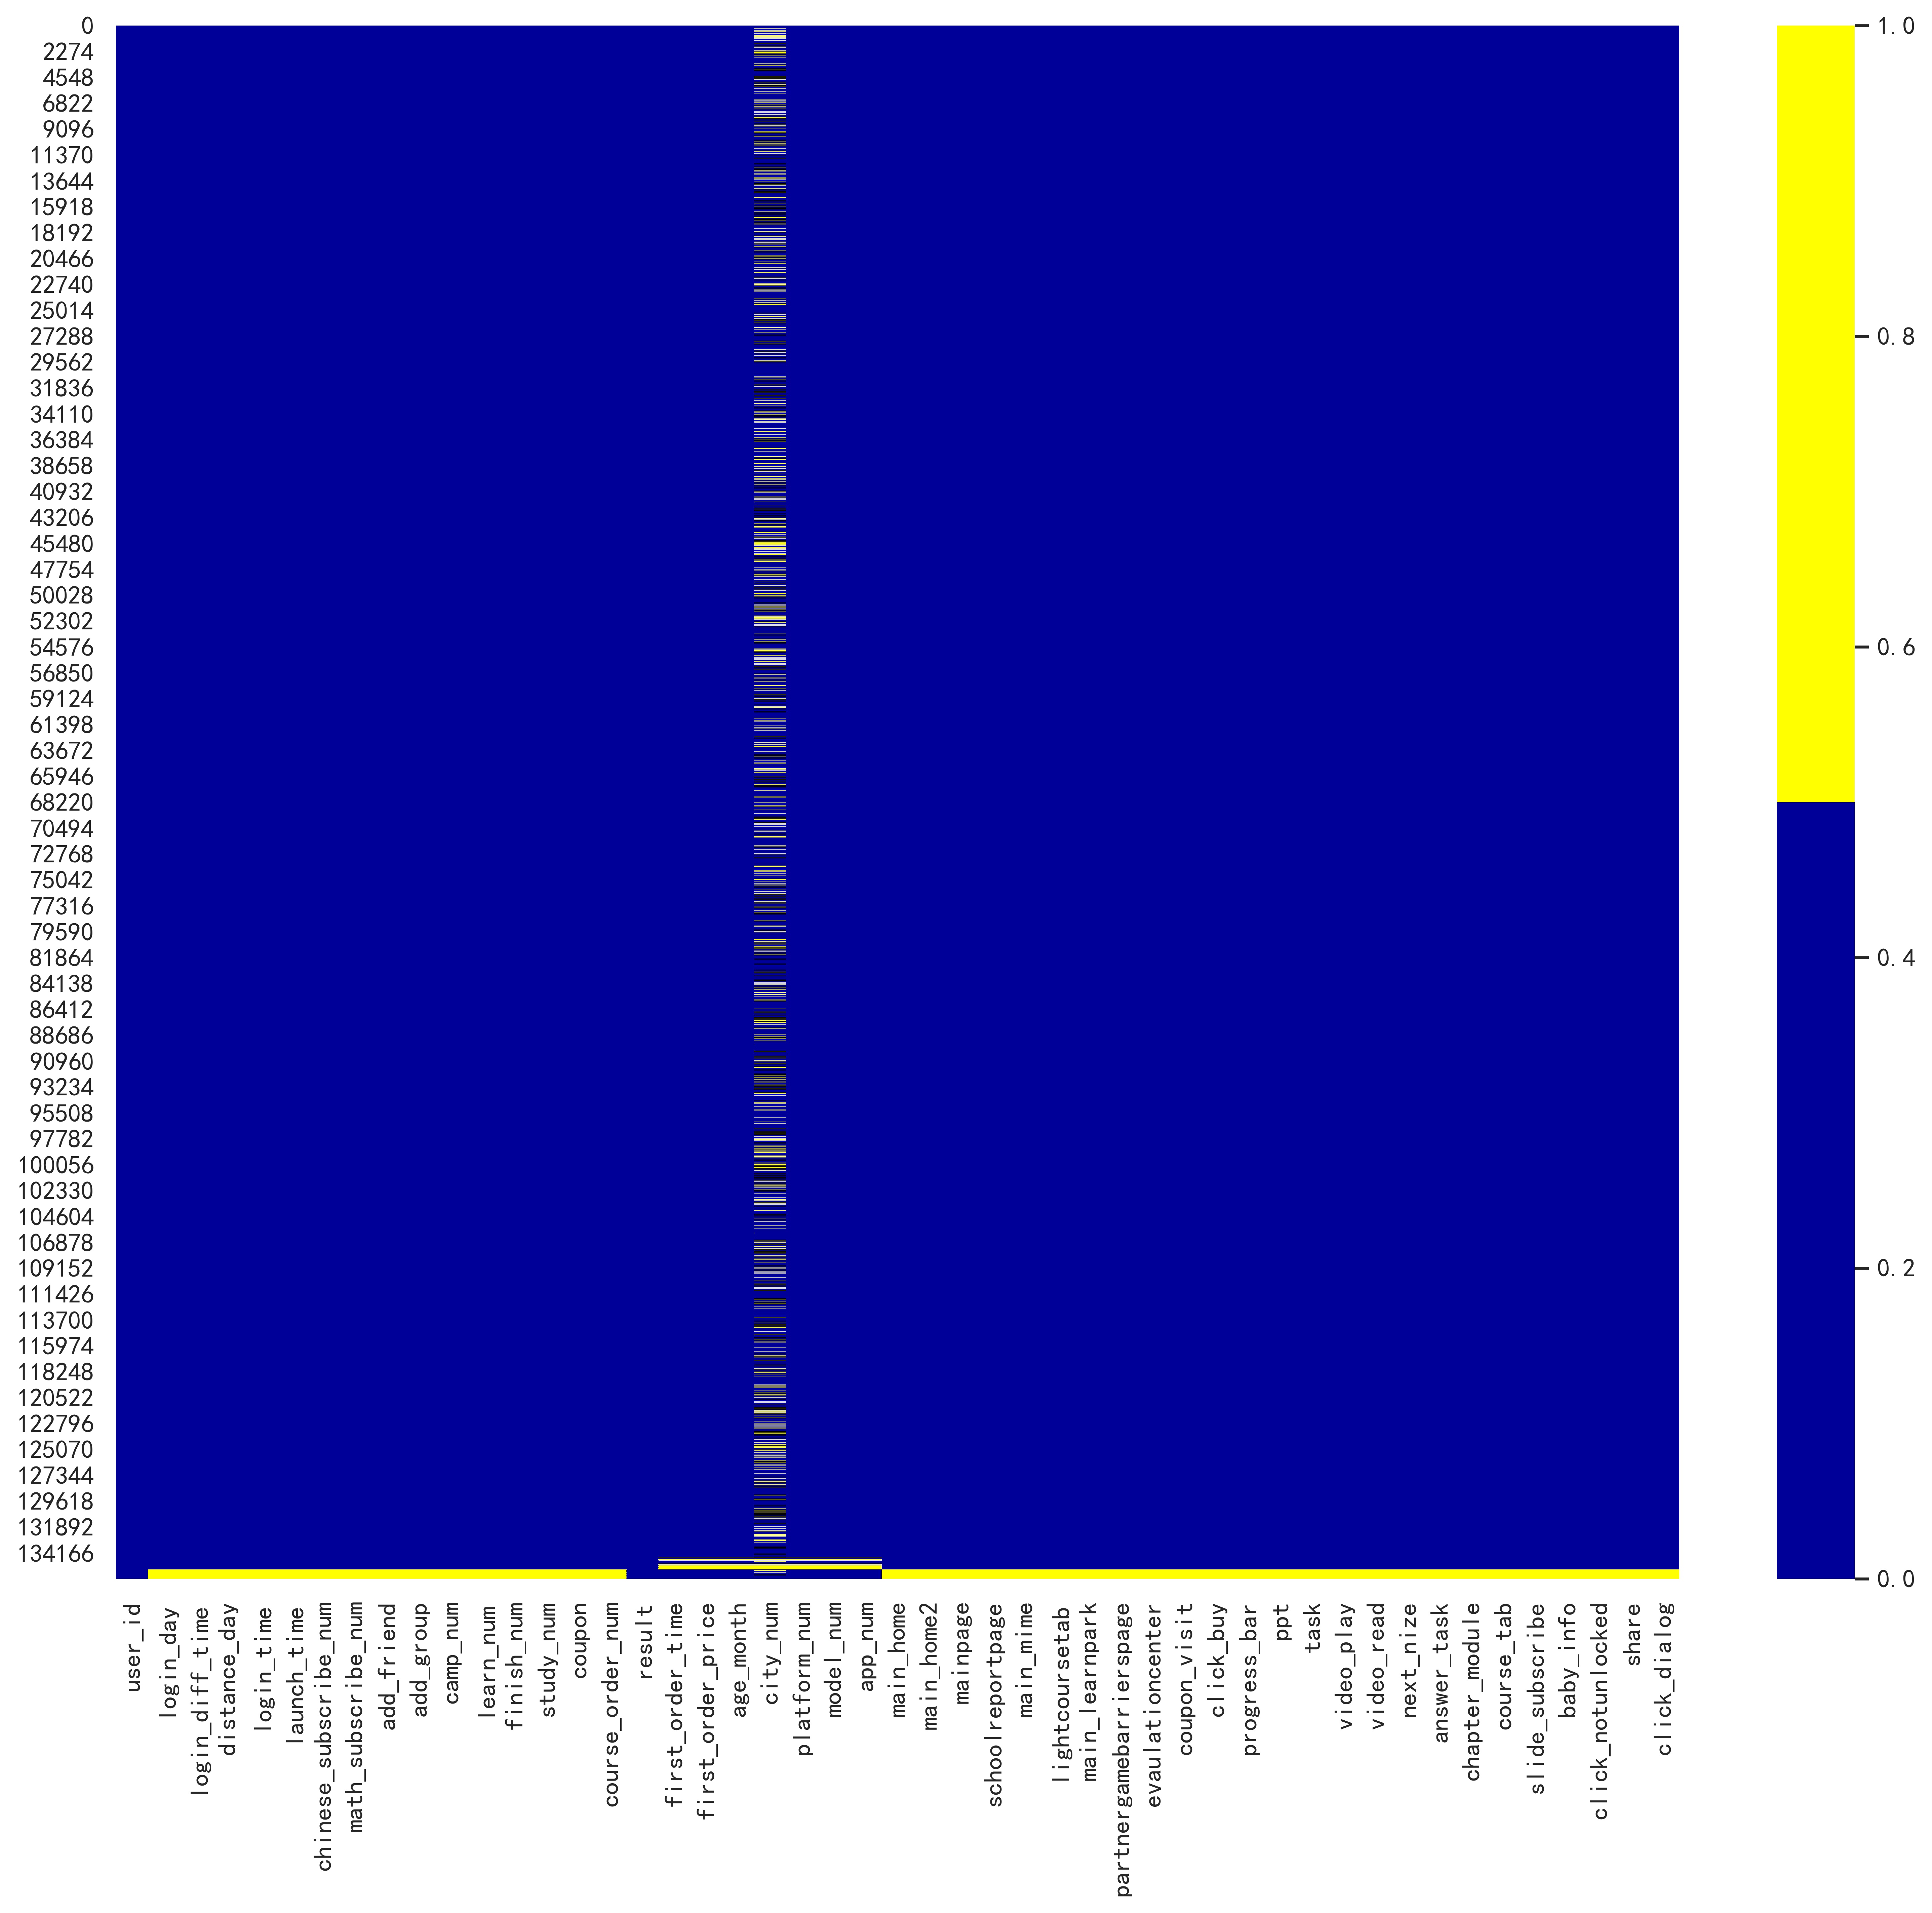 0
2274
4548
6822
9096
11370
13644
15918
18192
20466
22740
25014
27288
29562
31836
34110
36384
38658
40932
43206
45480
47754
50028
52302
54576
56850
59124
61398
63672
65946
68220
70494
72768
75042
77316
79590
81864
84138
86412
88686
90960
93234
95508
97782
100056
102330
104604
106878
109152
111426
113700
115974
118248
120522
122796
125070
127344
129618
131892
134166
user_id
login_day
login_diff_time
distance_day
login_time
launch_time
chinese_subscribe_num
math_subscribe_num
add_friend
add_group
camp_num
learn_num
finish_num
study_num
coupon
course_order_num
result
first_order_time
first_order_price
age_month
city_num
platform_num
model_num
app_num
main_home
main_home2
mainpage
schoolreportpage
main_mime
lightcoursetab
main_learnpark
partnergamebarrierspage
evaulationcenter
coupon_visit
click_buy
progress_bar
ppt
task
video_play
video_read
next_nize
answer_task
chapter_module
course_tab
slide_subscribe
baby_info
click_notunlocked
share
click_dialog
1.0
0.8
0.6
0.4
0.2
0.0